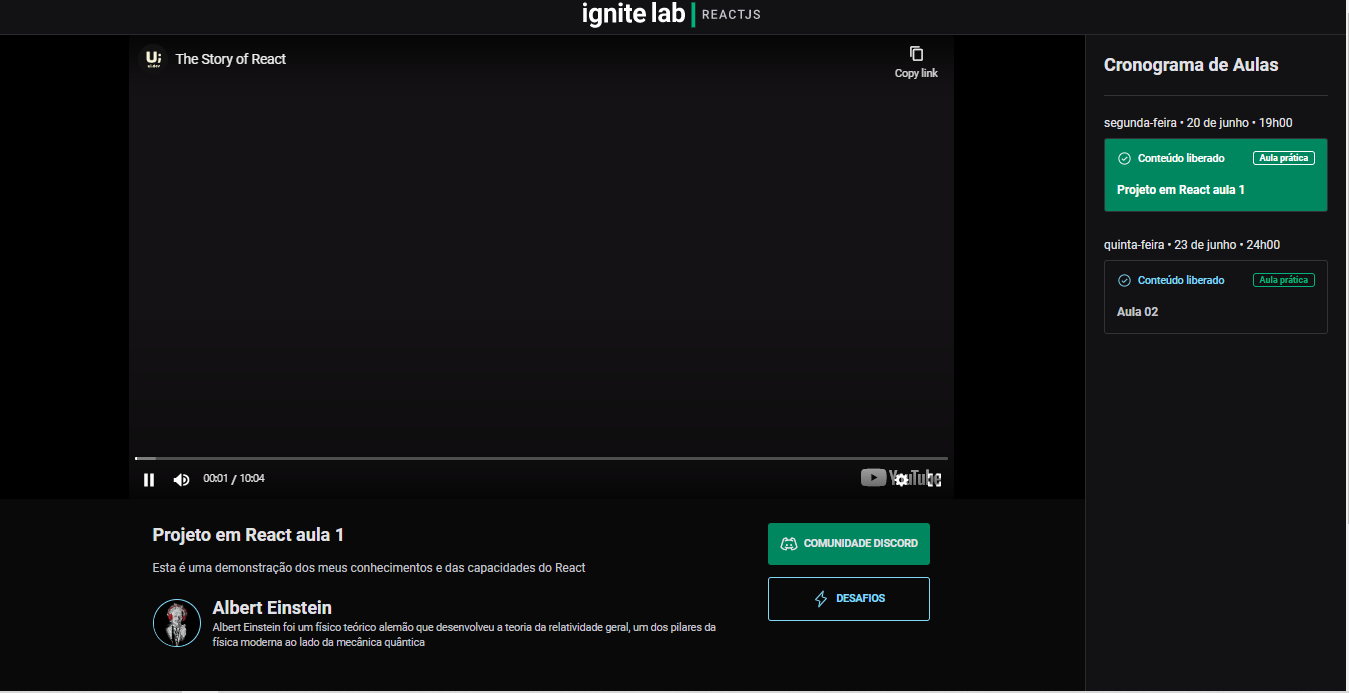 ignite lab | REACTJS
The Story of React
Copy link
00:01 / 10:04
YouTube
Projeto em React aula 1
Esta é uma demonstração dos meus conhecimentos e das capacidades do React
Albert Einstein
Albert Einstein foi um físico teórico alemão que desenvolveu a teoria da relatividade geral, um dos pilares da
física moderna ao lado da mecânica quântica
COMUNIDADE DISCORD
DESAFIOS
Cronograma de Aulas
segunda-feira • 20 de junho • 19h00
Conteúdo liberado Aula prática
Projeto em React aula 1
quinta-feira • 23 de junho • 24h00
Conteúdo liberado Aula prática
Aula 02